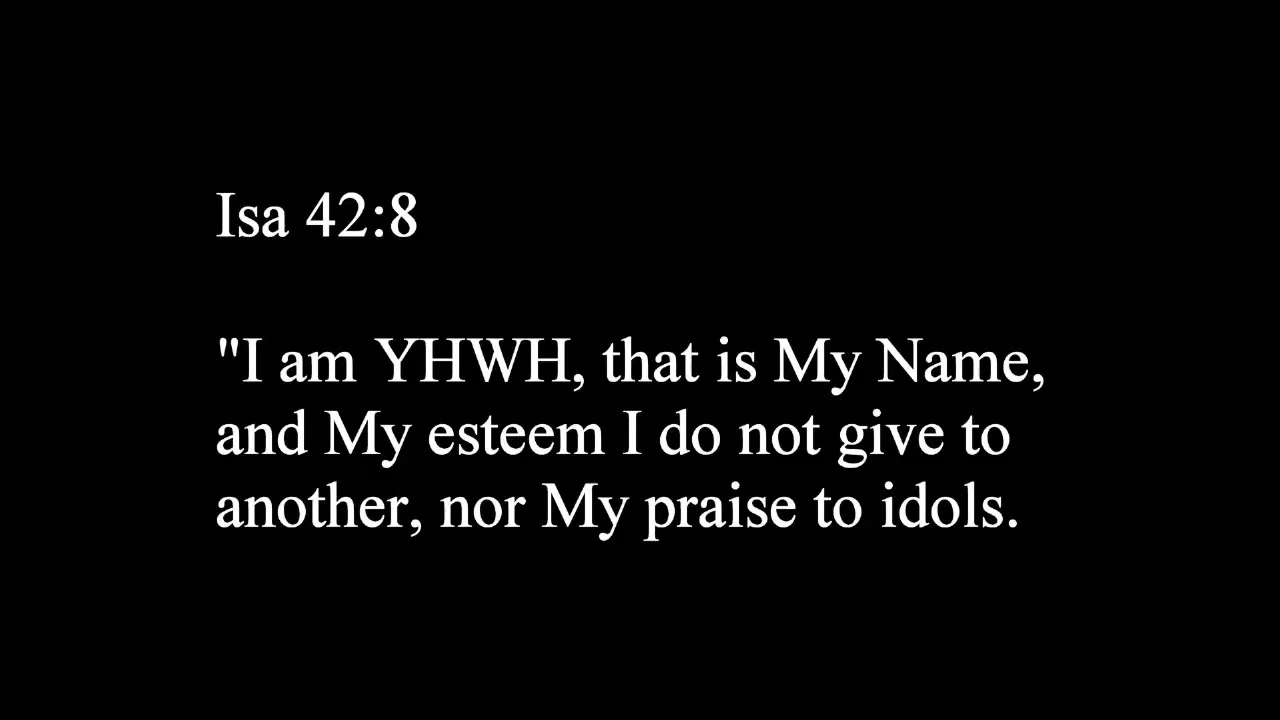 Isa 42:8
"I am YHWH, that is My Name,
and My esteem I do not give to
another, nor My praise to idols.